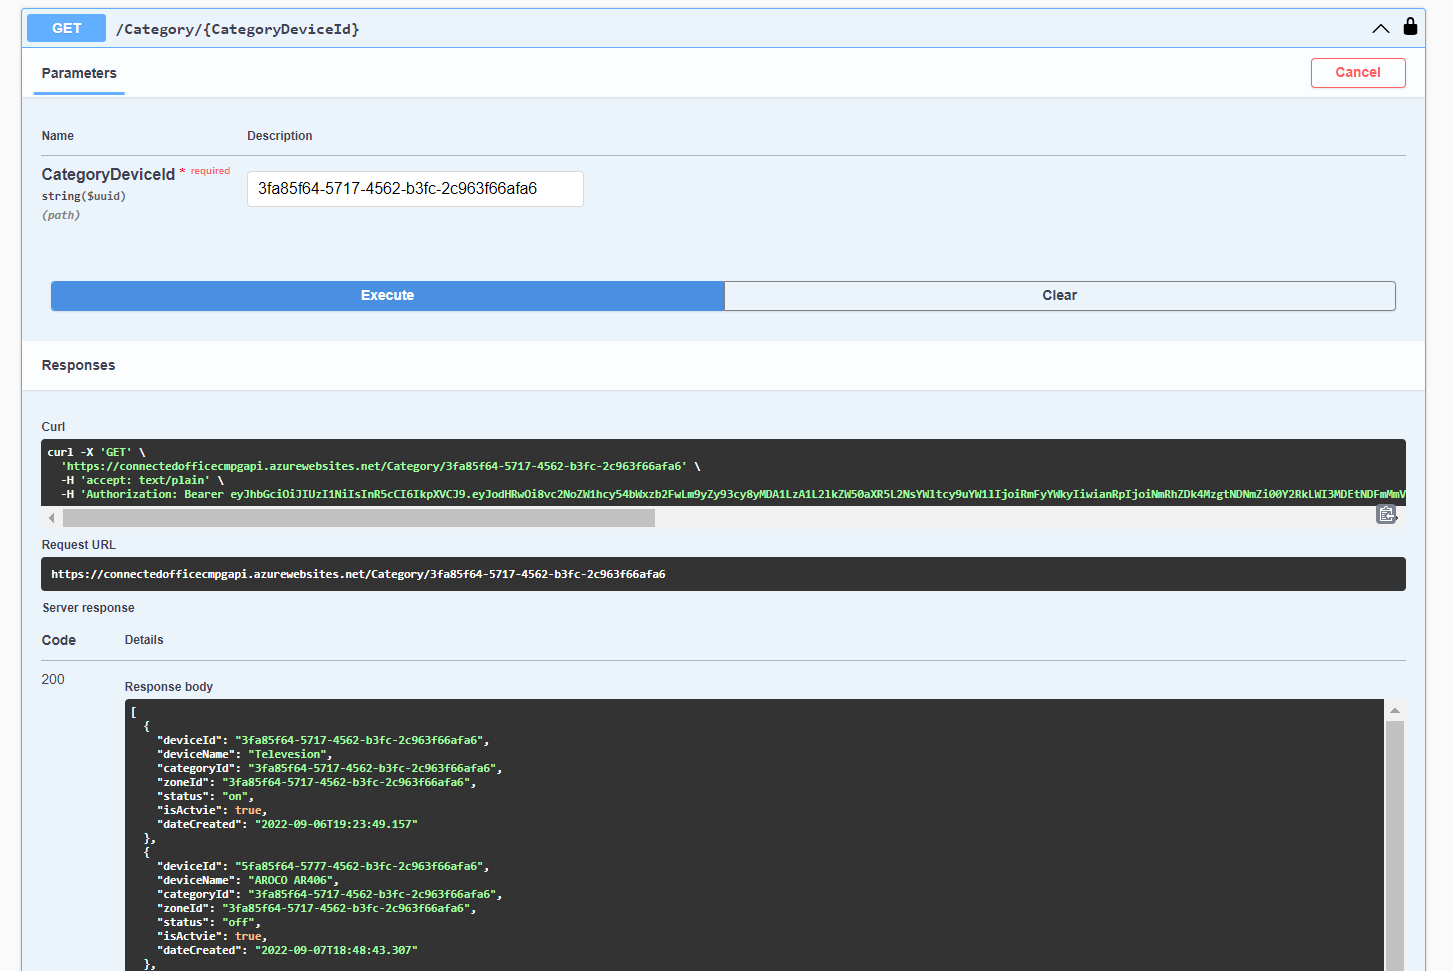 GET /Category/{CategoryDeviceId}
Parameters
Cancel
Name Description
CategoryDeviceId * required
string($uuid)
(path)
3fa85f64-5717-4562-b3fc-2c963f66afa6
Execute Clear
Responses
Curl
curl -X 'GET' \
'https://connectedofficecmpgapi.azurewebsites.net/Category/3fa85f64-5717-4562-b3fc-2c963f66afa6' \
-H 'accept: text/plain' \
-H 'Authorization: Bearer
Request URL
https://connectedofficecmpgapi.azurewebsites.net/Category/3fa85f64-5717-4562-b3fc-2c963f66afa6
Server response
Code Details
200
Response body
[
{
"deviceId": "3fa85f64-5717-4562-b3fc-2c963f66afa6",
"deviceName": "Televesion",
"categoryId": "3fa85f64-5717-4562-b3fc-2c963f66afa6",
"zoneId": "3fa85f64-5717-4562-b3fc-2c963f66afa6",
"status": "on",
"isActvie": true,
"dateCreated": "2022-09-06T19:23:49.157"
},
{
"deviceId": "5fa85f64-5777-4562-b3fc-2c963f66afa6",
"deviceName": "AROCO AR406",
"categoryId": "3fa85f64-5717-4562-b3fc-2c963f66afa6",
"zoneId": "3fa85f64-5717-4562-b3fc-2c963f66afa6",
"status": "off",
"isActvie": true,
"dateCreated": "2022-09-07T18:48:43.307"
},